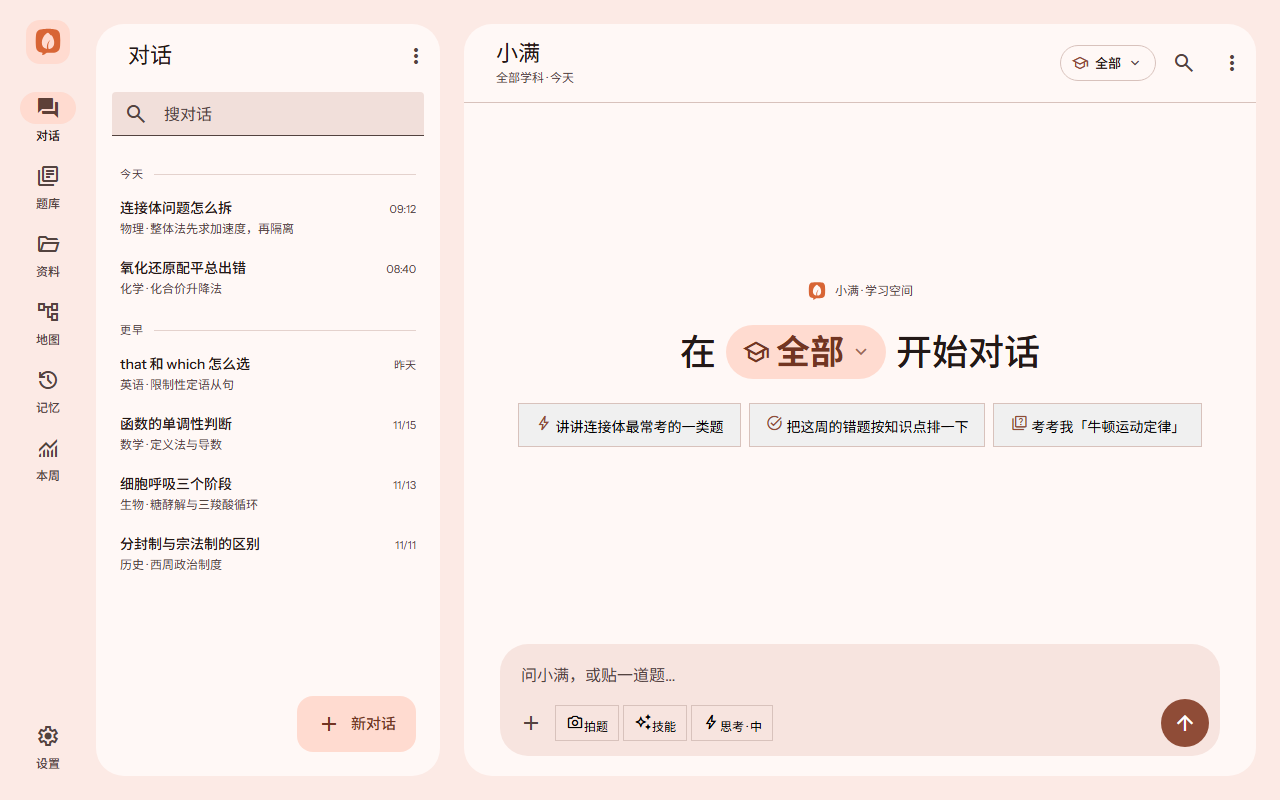 对话
题库
资料
地图
记忆
本周
设置
对话
搜对话
今天
连接体问题怎么拆 09:12
物理·整体法先求加速度，再隔离
氧化还原配平总出错 08:40
化学·化合价升降法
更早
that 和 which 怎么选 昨天
英语·限制性定语从句
函数的单调性判断 11/15
数学·定义法与导数
细胞呼吸三个阶段 11/13
生物·糖酵解与三羧酸循环
分封制与宗法制的区别 11/11
历史·西周政治制度
新对话
小满
全部学科·今天
全部
小满·学习空间
在 全部 开始对话
讲讲连接体最常考的一类题
把这周的错题按知识点排一下
考考我「牛顿运动定律」
问小满，或贴一道题…
拍题
技能
思考·中